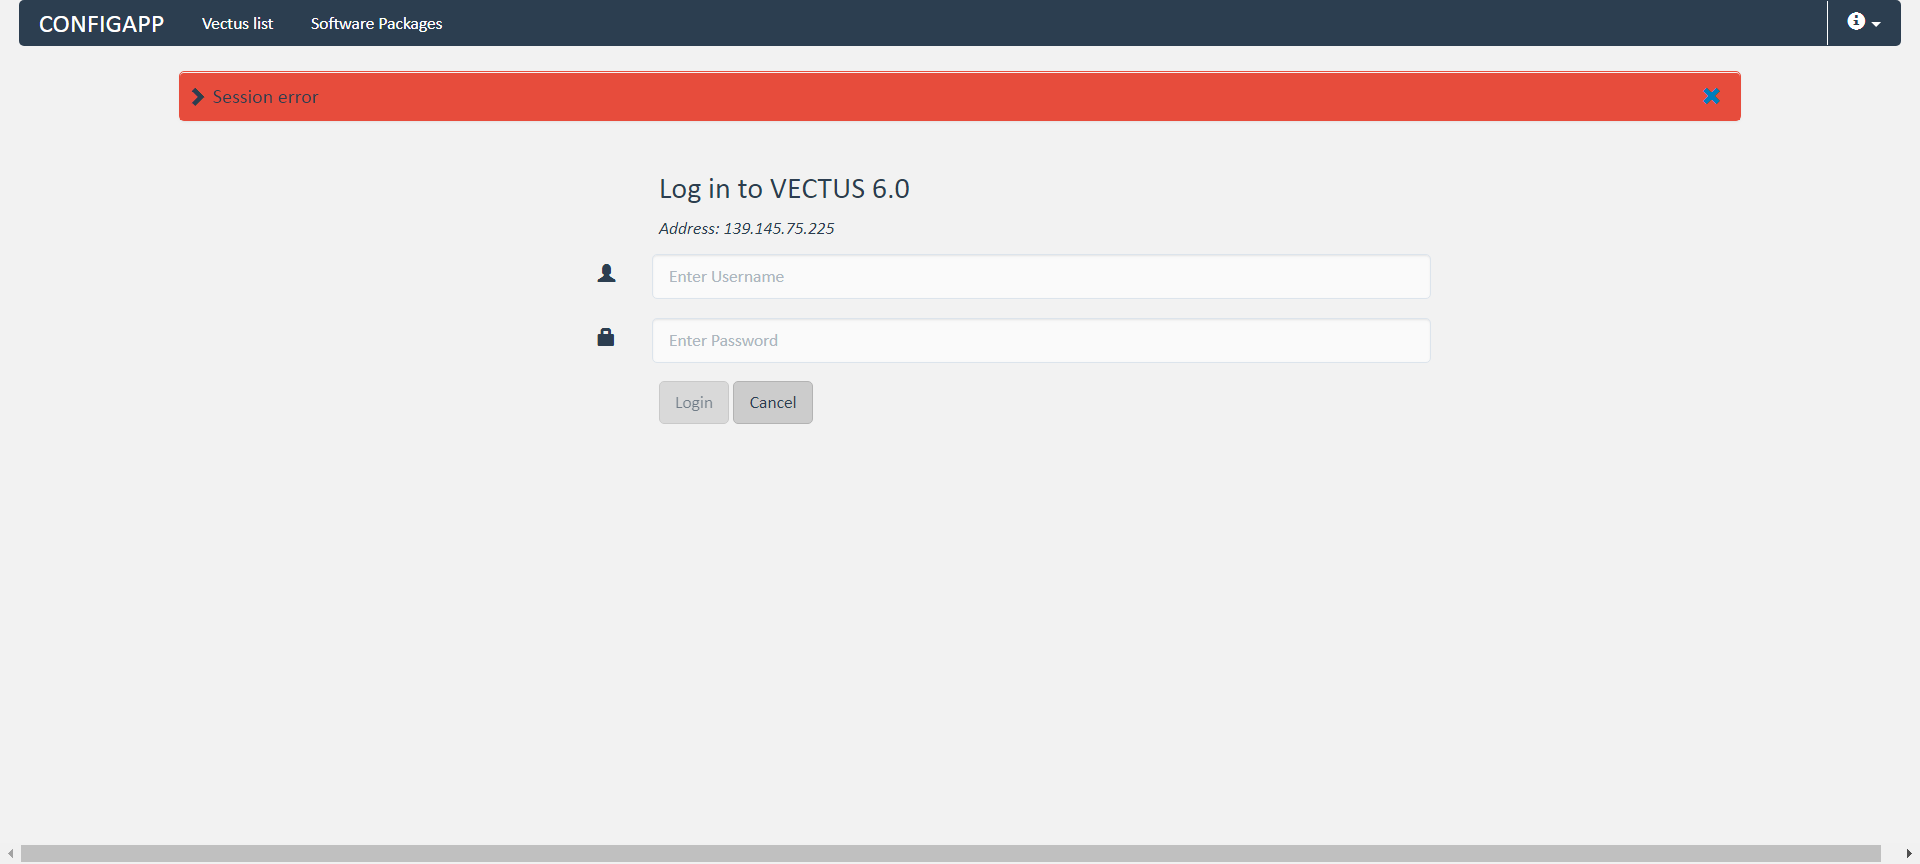 CONFIGAPP Vectus list Software Packages
Session error
Log in to VECTUS 6.0
Address: 139.145.75.225
Enter Username
Enter Password
Login Cancel